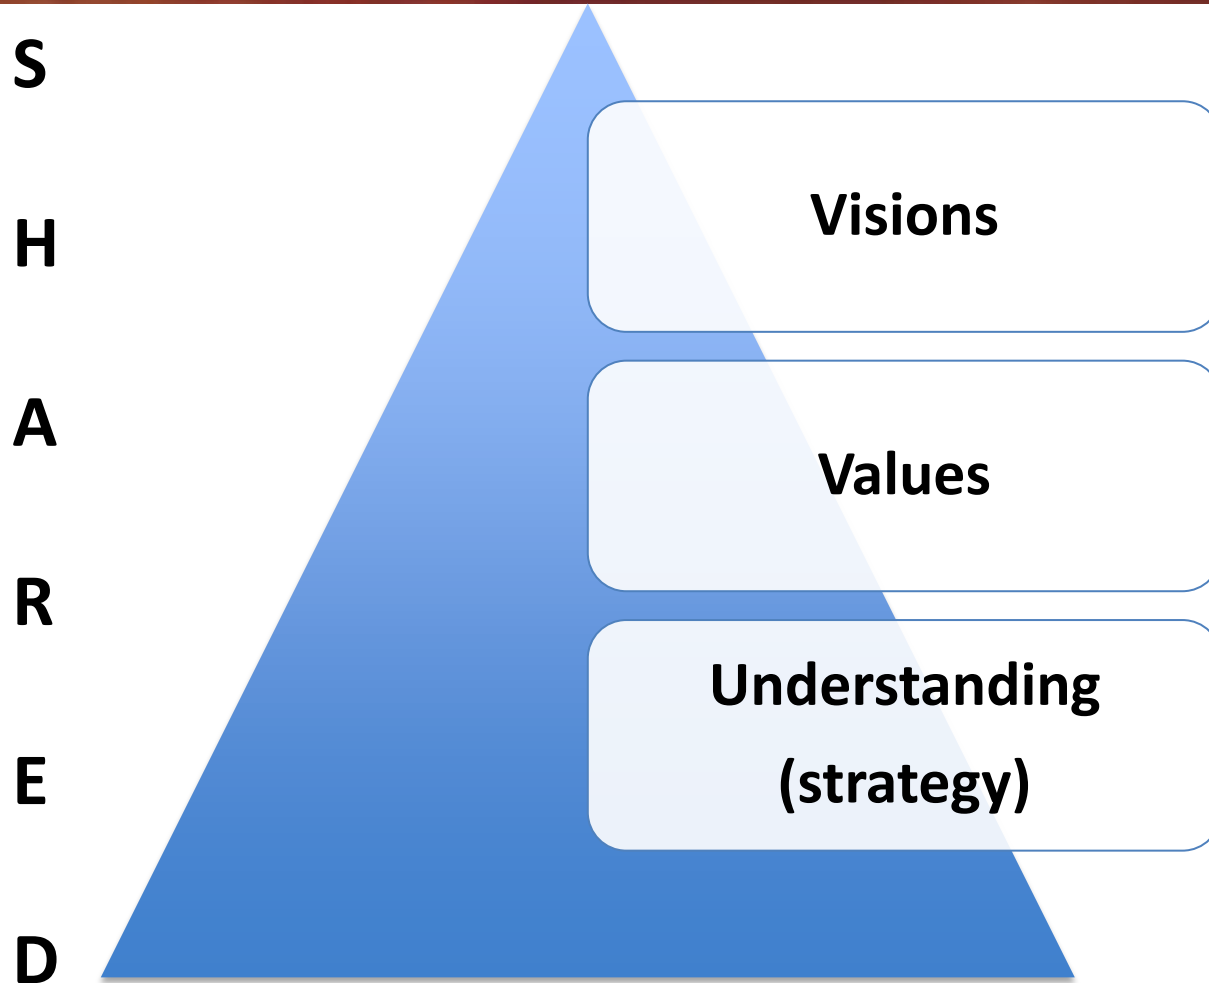 S
H
A
R
E
D
Visions
Values
Understanding
(strategy)